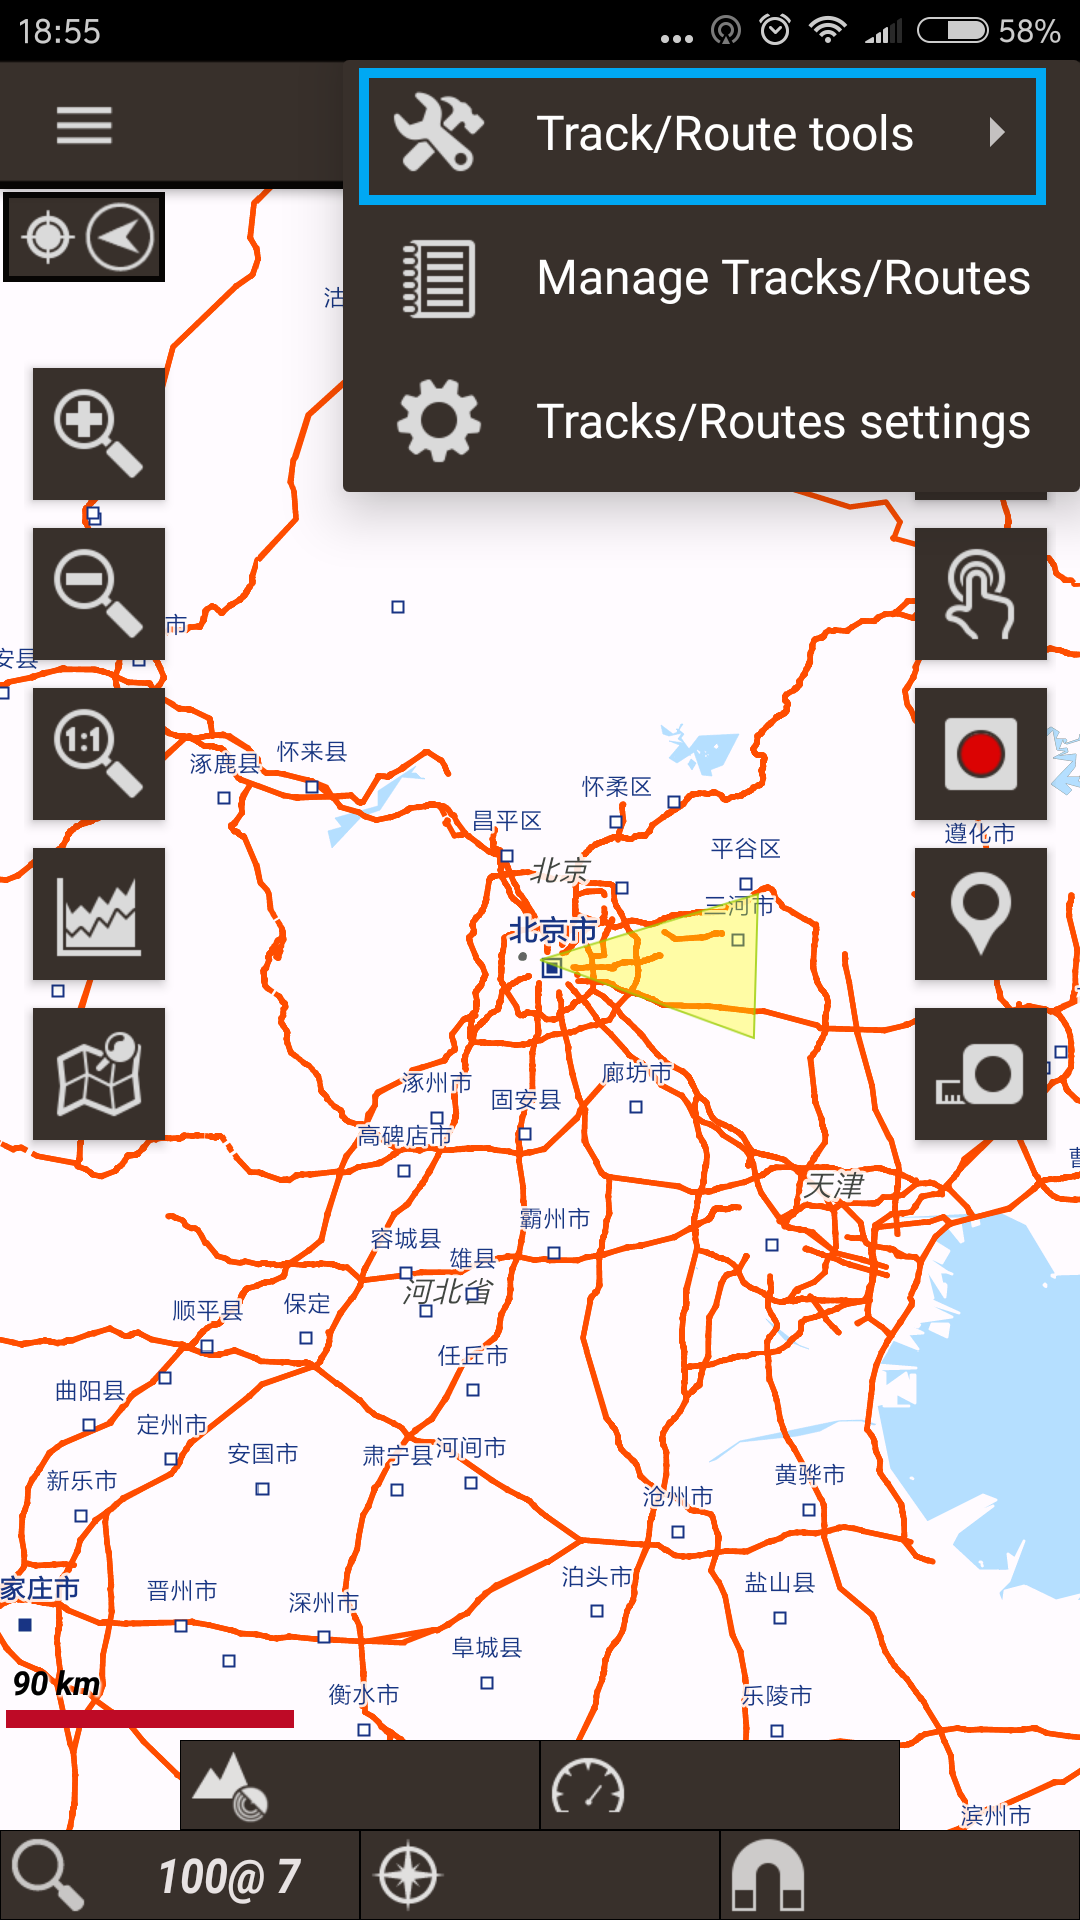 18:55
58%
Track/Route tools
Manage Tracks/Routes
Tracks/Routes settings
沽
市
安县
1:1
涿鹿县
怀来县
怀柔区
昌平区
平谷区
遵化市
北京
三河市
北京市
涿州市
廊坊市
固安县
高碑店市
曹
天津
霸州市
容城县
雄县
河北省
顺平县
保定
任丘市
曲阳县
定州市
安国市
肃宁县
河间市
新乐市
黄骅市
沧州市
家庄市
晋州市
深州市
泊头市
盐山县
阜城县
90 km
衡水市
乐陵市
滨州市
100@ 7